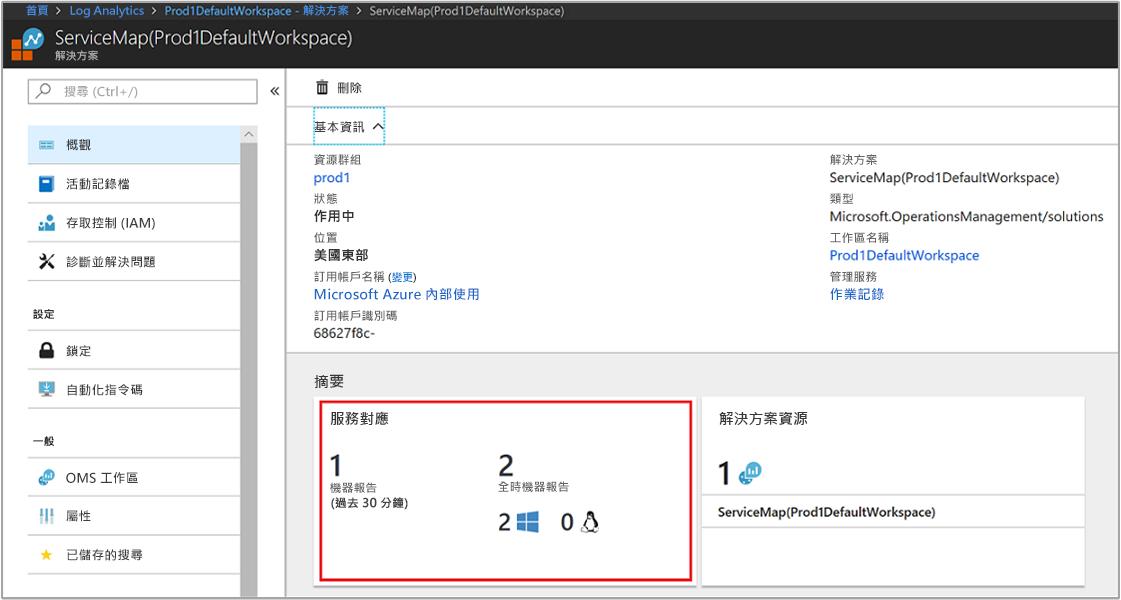 首頁 > Log Analytics > Prod1DefaultWorkspace - 解決方案 > ServiceMap(Prod1DefaultWorkspace)
ServiceMap(Prod1DefaultWorkspace)
解決方案
搜尋 (Ctrl+/)
概觀
活動記錄檔
存取控制 (IAM)
診斷並解決問題
設定
鎖定
自動化指令碼
一般
OMS 工作區
屬性
已儲存的搜尋
刪除
基本資訊
資源群組
prod1
狀態
作用中
位置
美國東部
訂用帳戶名稱 (變更)
Microsoft Azure 內部使用
訂用帳戶識別碼
68627f8c-
解決方案
ServiceMap(Prod1DefaultWorkspace)
類型
Microsoft.OperationsManagement/solutions
工作區名稱
Prod1DefaultWorkspace
管理服務
作業記錄
摘要
服務對應
1
機器報告
(過去 30 分鐘)
2
全時機器報告
2 0
解決方案資源
1
ServiceMap(Prod1DefaultWorkspace)